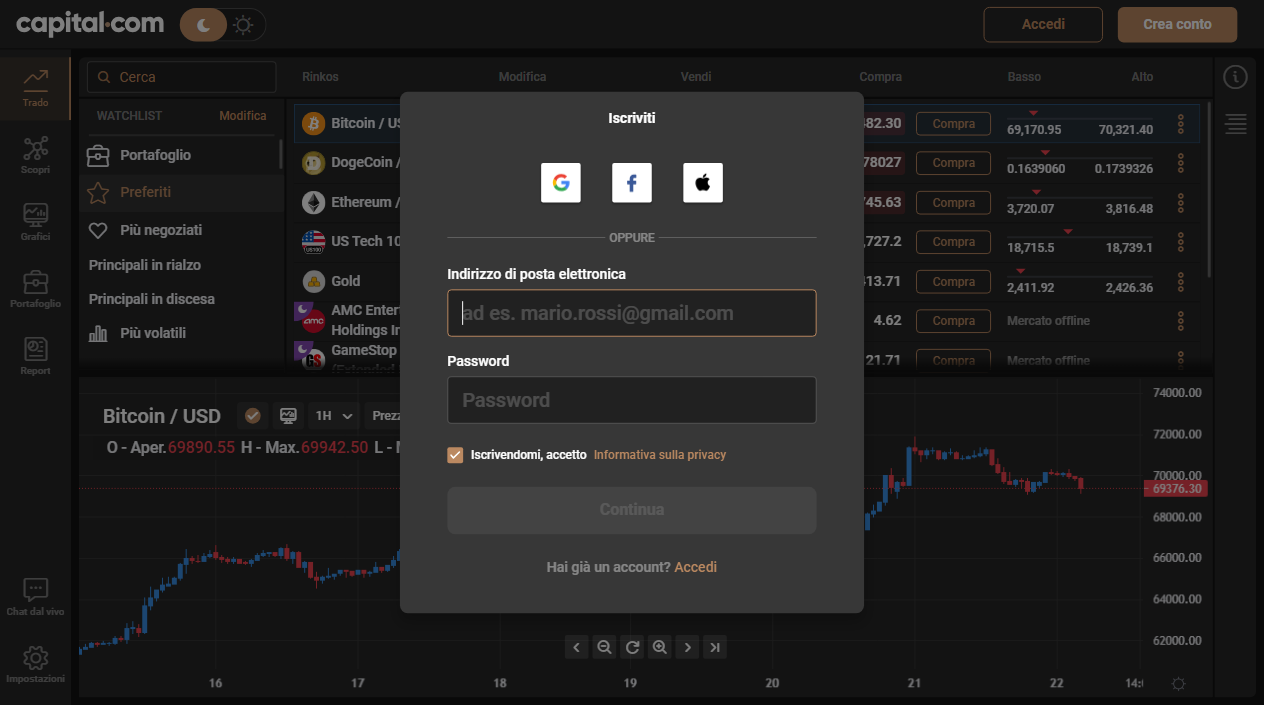 capital.com
Accedi
Crea conto
Trado
Scopri
Grafici
Portafoglio
Report
Chat dal vivo
Impostazioni
Cerca
WATCHLIST Modifica
Portafoglio
Preferiti
Più negoziati
Principali in rialzo
Principali in discesa
Più volatili
Rinkos Modifica Vendi Compra Basso Alto
Bitcoin / US 82.30 Compra 69,170.95 70,321.40
DogeCoin / 78027 Compra 0.1639060 0.1739326
Ethereum / 45.63 Compra 3,720.07 3,816.48
US Tech 10 ,727.2 Compra 18,715.5 18,739.1
Gold 13.71 Compra 2,411.92 2,426.36
AMC Enter
Holdings In 4.62 Compra Mercato offline
GameStop 21.71 Compra Mercato offline
(Extended
Iscriviti
OPPURE
Indirizzo di posta elettronica
ad es. mario.rossi@gmail.com
Password
Password
Iscrivendomi, accetto Informativa sulla privacy
Continua
Hai già un account? Accedi
Bitcoin / USD 1H Prezz
O - Aper. 69890.55 H - Max. 69942.50 L - M
74000.00
72000.00
70000.00
69376.30
68000.00
66000.00
64000.00
62000.00
16 17 18 19 20 21 22 14: